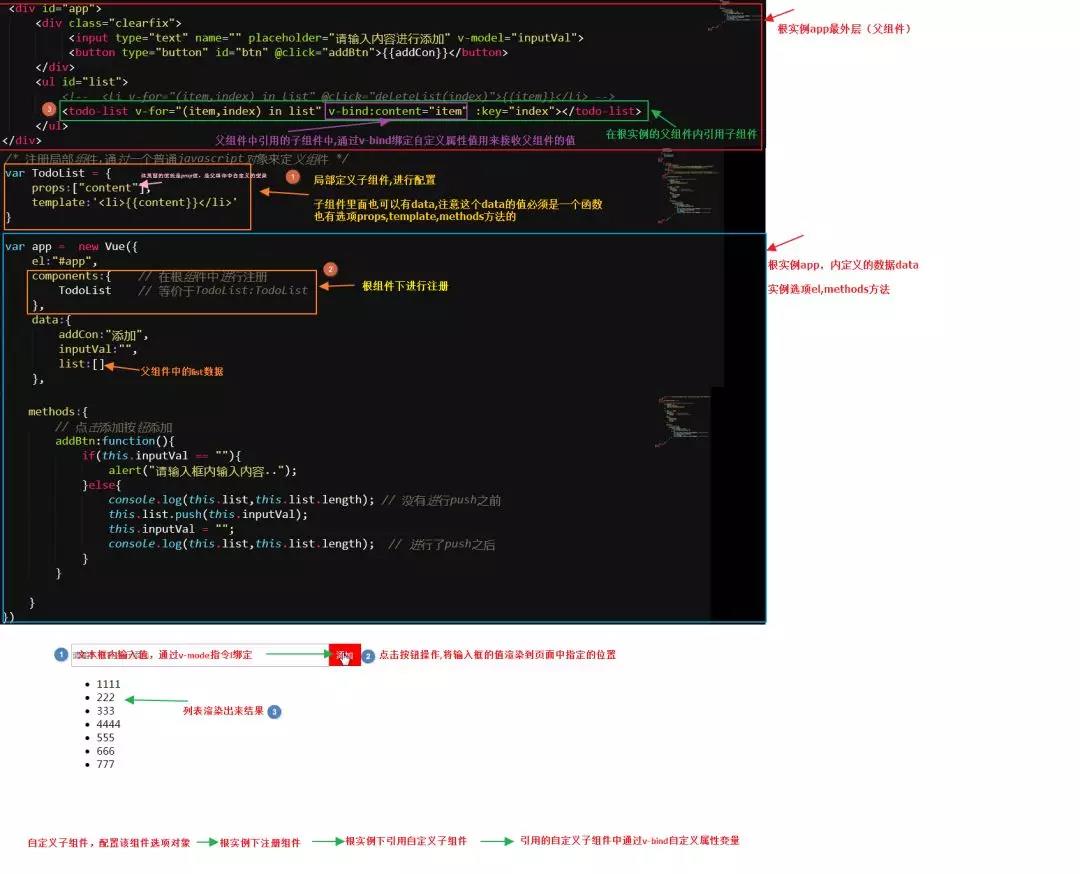 <div id="app">
<div class="clearfix">
<input type="text" name="" placeholder="请输入内容进行添加" v-model="inputVal">
<button type="button" id="btn" @click="addBtn">{{addCon}}</button>
</div>
<ul id="list">
<!-- <li v-for="(item,index) in list" @click="deleteList(index)">{{item}}</li> -->
3 <todo-list v-for="(item,index) in list" v-bind:content="item" :key="index"></todo-list>
</ul>
</div>
根实例app最外层（父组件）
在根实例的父组件内引用子组件
父组件中引用的子组件中,通过v-bind绑定自定义属性值用来接收父组件的值
/* 注册局部组件,通过一个普通javascript对象来定义组件 */
var TodoList = {
props:["content"],
template:'<li>{{content}}</li>'
}
1
局部定义子组件,进行配置
子组件里面也可以有data,注意这个data的值必须是一个函数
也有选项props,template,methods方法的
var app = new Vue({
el:"#app",
components:{ // 在根组件中进行注册
TodoList // 等价于TodoList:TodoList
},
2
根组件下进行注册
根实例app，内定义的数据data
实例选项el,methods方法
data:{
addCon:"添加",
inputVal:"",
list:[]
},
父组件中的list数据
methods:{
// 点击添加按钮添加
addBtn:function(){
if(this.inputVal == ""){
alert("请输入框内输入内容..");
}else{
console.log(this.list,this.list.length); // 没有进行push之前
this.list.push(this.inputVal);
this.inputVal = "";
console.log(this.list,this.list.length); // 进行了push之后
}
}
}
})
1 文本框内输入值，通过v-mode指令l绑定
添加
2 点击按钮操作,将输入框的值渲染到页面中指定的位置
1111
222
333
4444
555
666
777
列表渲染出来结果 3
自定义子组件，配置该组件选项对象 根实例下注册组件 根实例下引用自定义子组件 引用的自定义子组件中通过v-bind自定义属性变量